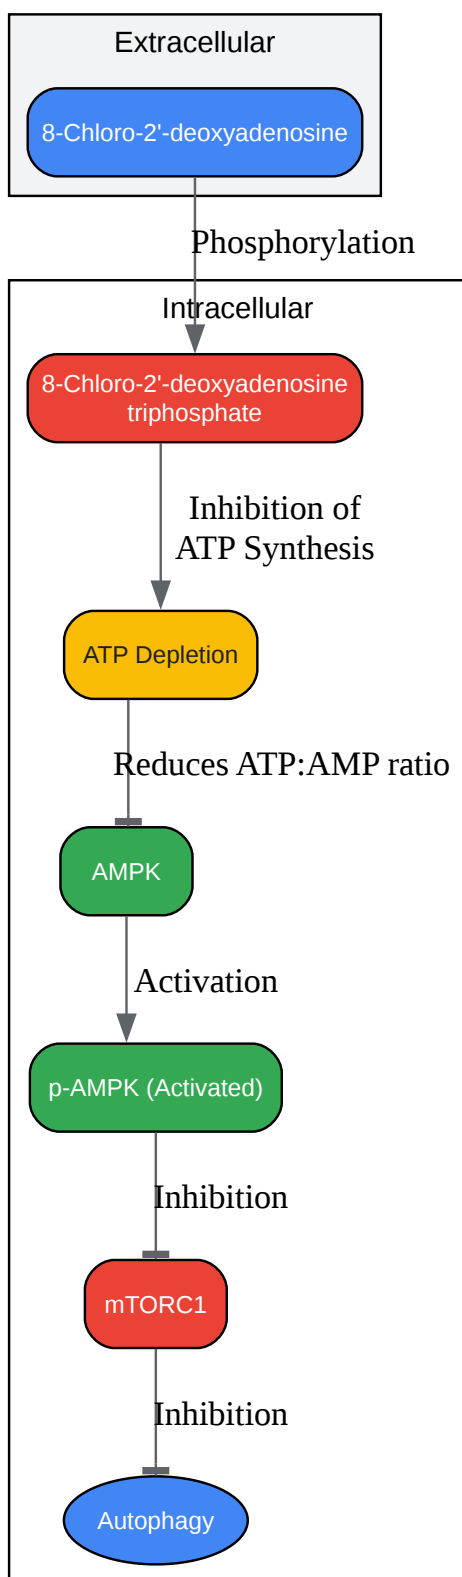 Extracellular
8-Chloro-2'-deoxyadenosine
Phosphorylation
Intracellular
8-Chloro-2'-deoxyadenosine
triphosphate
Inhibition of
ATP Synthesis
ATP Depletion
Reduces ATP:AMP ratio
AMPK
Activation
p-AMPK (Activated)
Inhibition
mTORC1
Inhibition
Autophagy